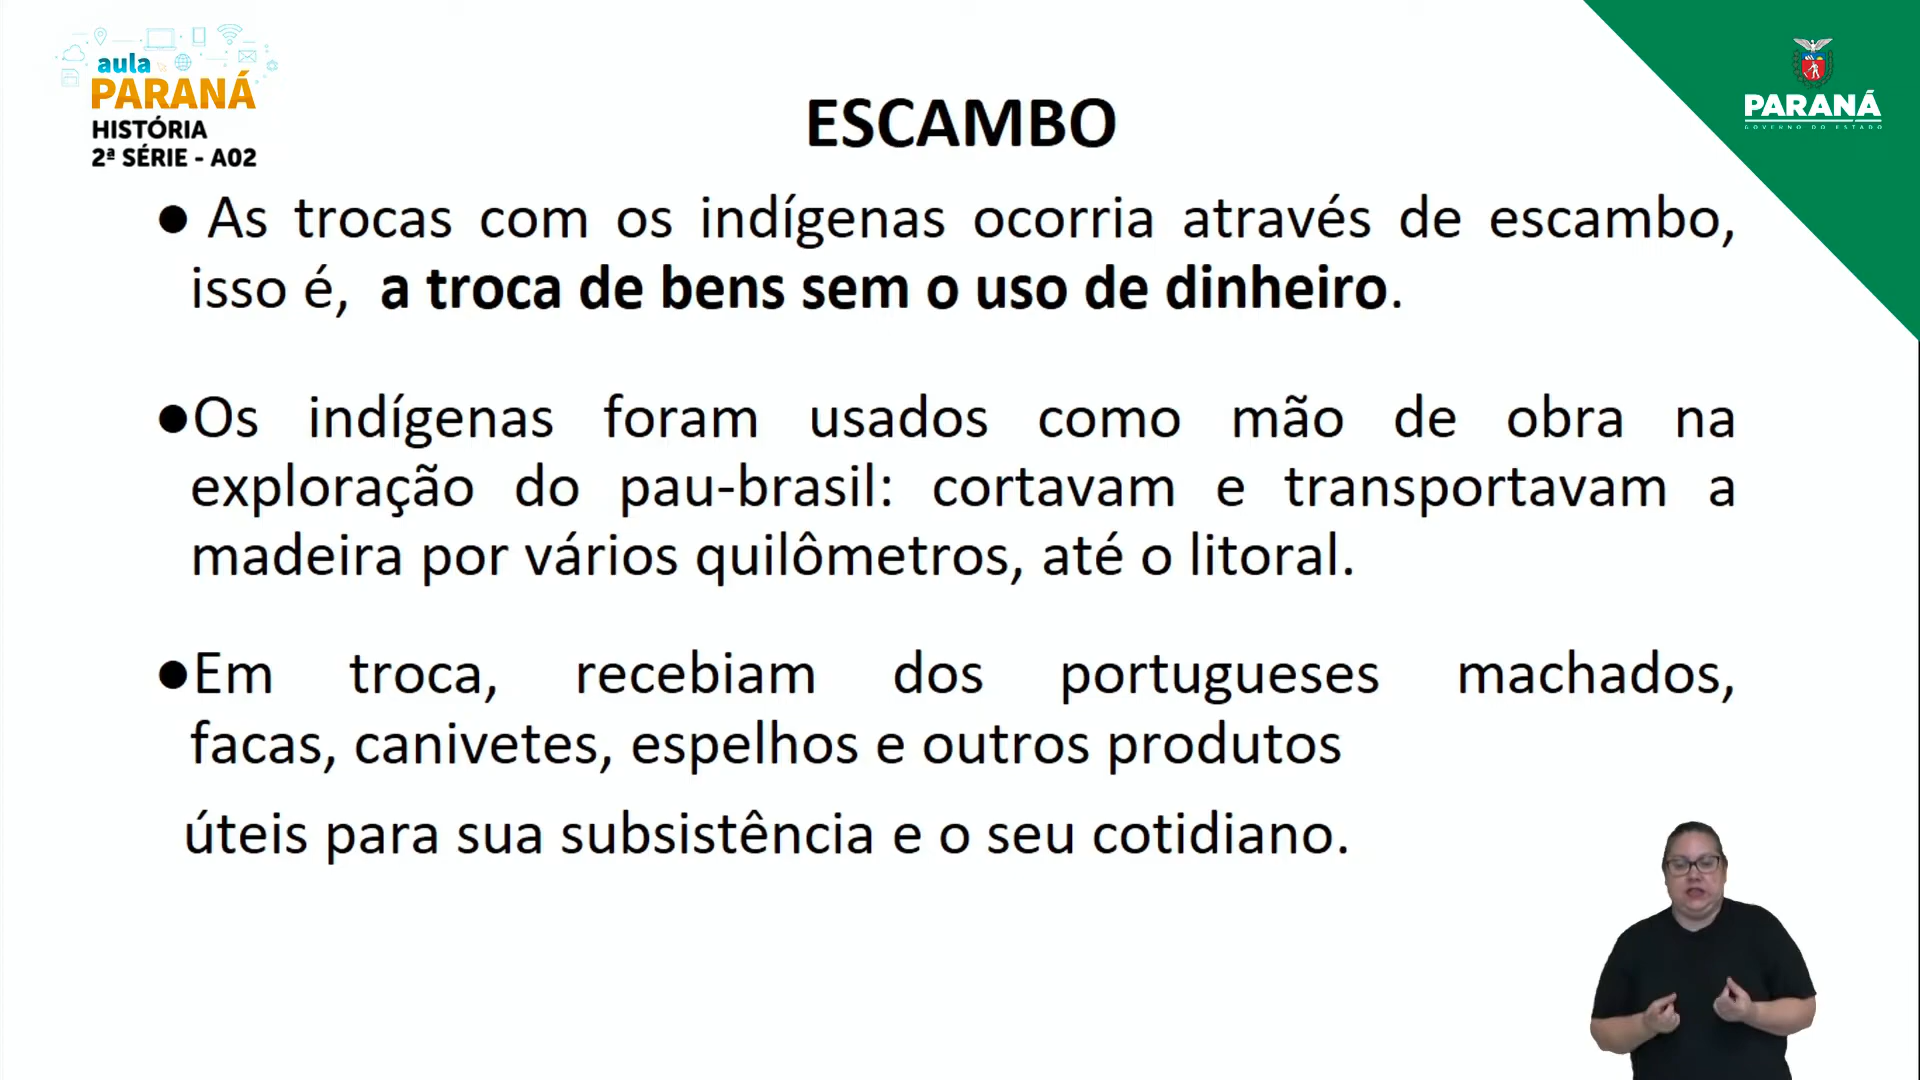 aula
PARANÁ
HISTÓRIA
2ª SÉRIE - A02
PARANÁ
GOVERNO DO ESTADO
ESCAMBO
● As trocas com os indígenas ocorria através de escambo,
isso é, a troca de bens sem o uso de dinheiro.
●Os indígenas foram usados como mão de obra na
exploração do pau-brasil: cortavam e transportavam a
madeira por vários quilômetros, até o litoral.
●Em troca, recebiam dos portugueses machados,
facas, canivetes, espelhos e outros produtos
úteis para sua subsistência e o seu cotidiano.